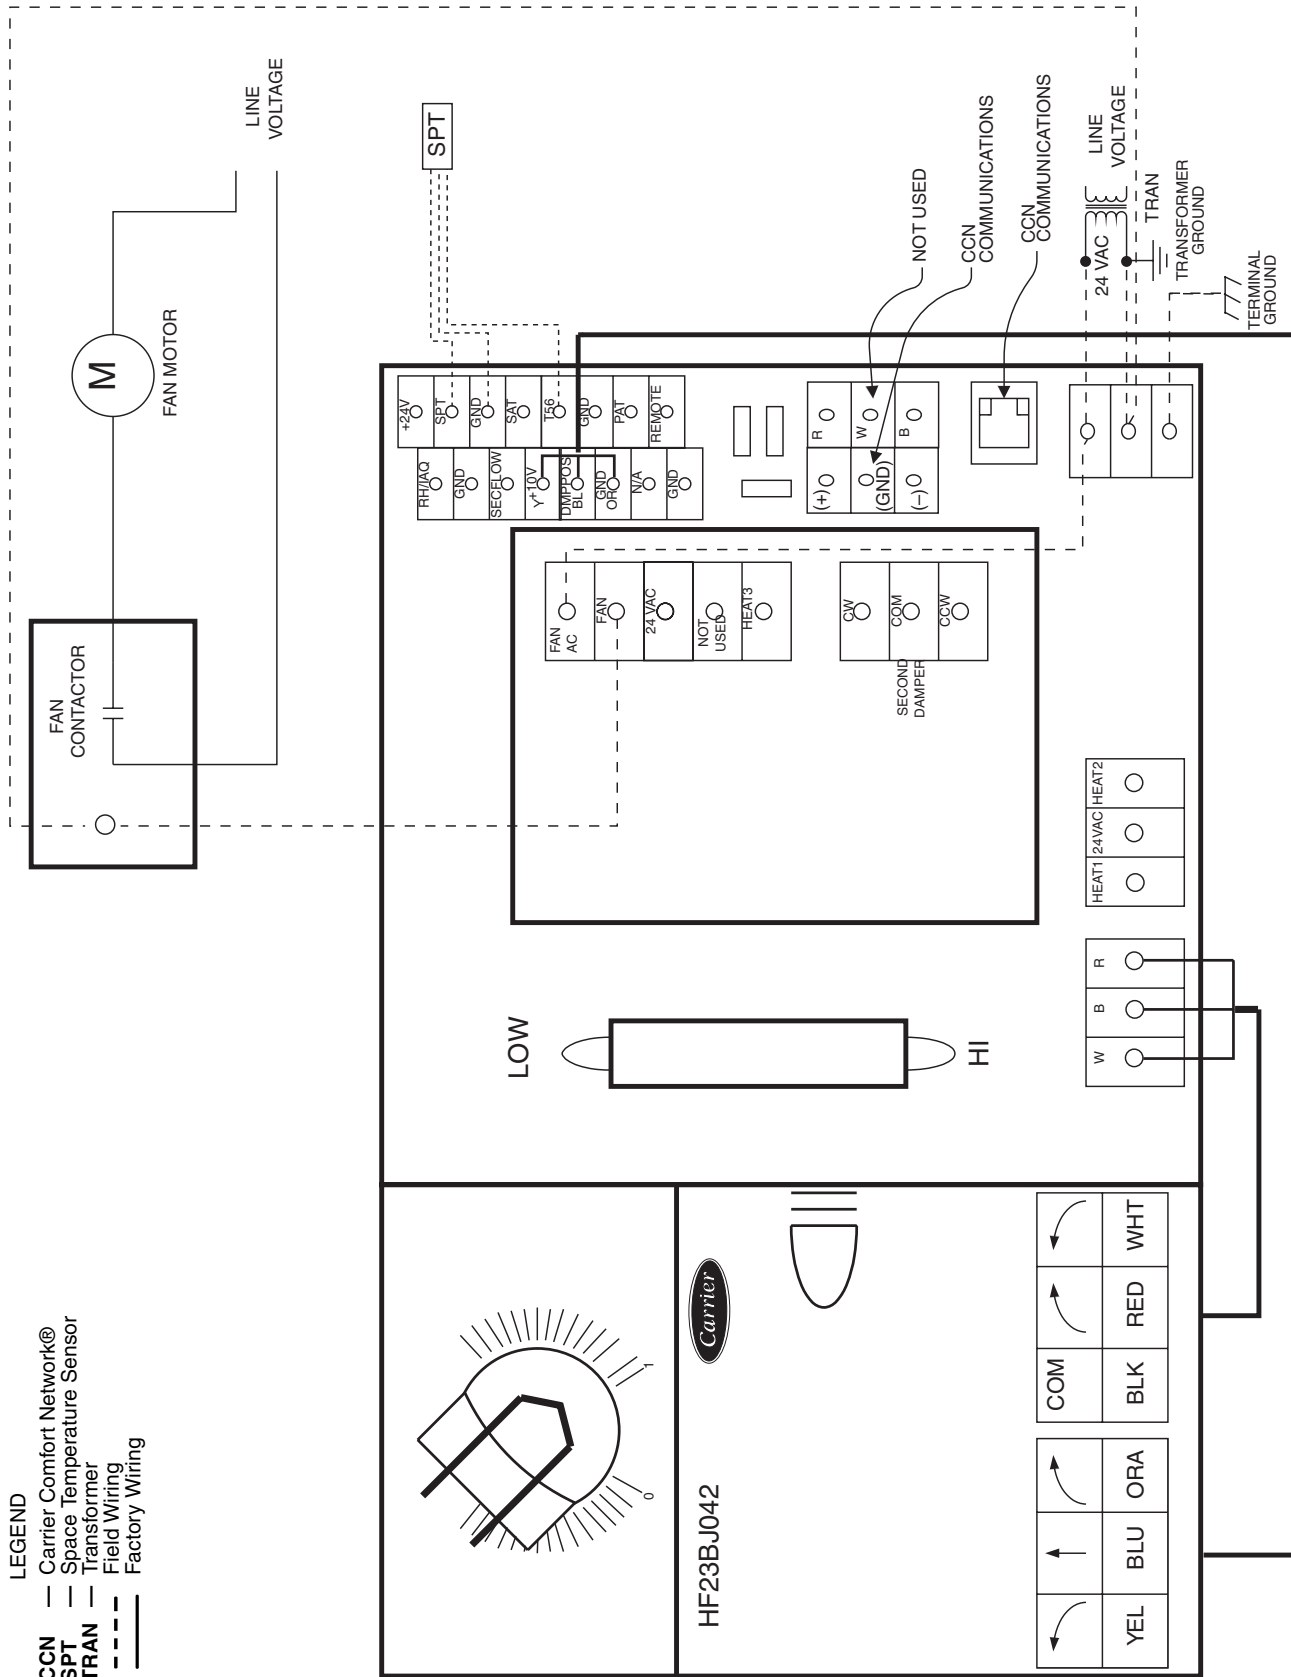 LEGEND
CCN — Carrier Comfort Network®
SPT — Space Temperature Sensor
TRAN — Transformer
Field Wiring
Factory Wiring
FAN
CONTACTOR
M
FAN MOTOR
LINE
VOLTAGE
SPT
+24V
SPT
GND
SAT
T56
GND
PAT
REMOTE
RH/IAQ
GND
SECFLOW
+10V
Y
DMPPOS
BL
GND
OR
N/A
GND
NOT USED
CCN
COMMUNICATIONS
CCN
COMMUNICATIONS
R
W
B
(+)
(GND)
(–)
LINE
VOLTAGE
24 VAC
TRAN
TRANSFORMER
GROUND
TERMINAL
GROUND
FAN
AC
FAN
24 VAC
NOT
USED
HEAT3
CW
COM
CCW
SECOND
DAMPER
HEAT1
24VAC
HEAT2
W
B
R
LOW
HI
0
1
Carrier
HF23BJ042
COM
YEL
BLU
ORA
BLK
RED
WHT